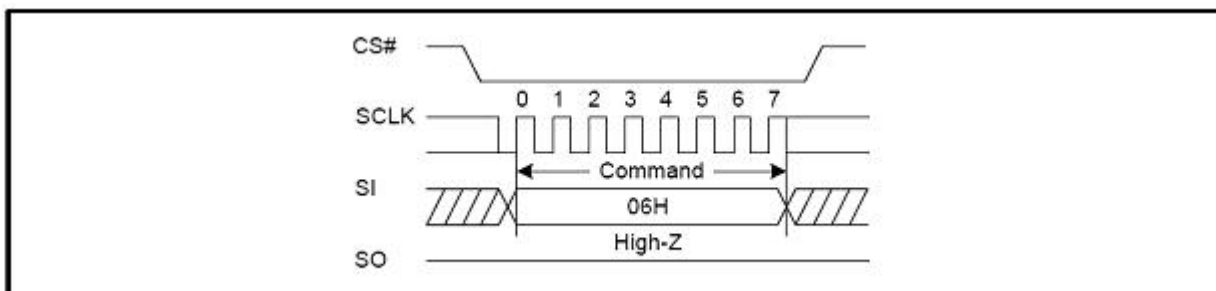 CS#
0 1 2 3 4 5 6 7
SCLK
Command
SI
06H
High-Z
SO